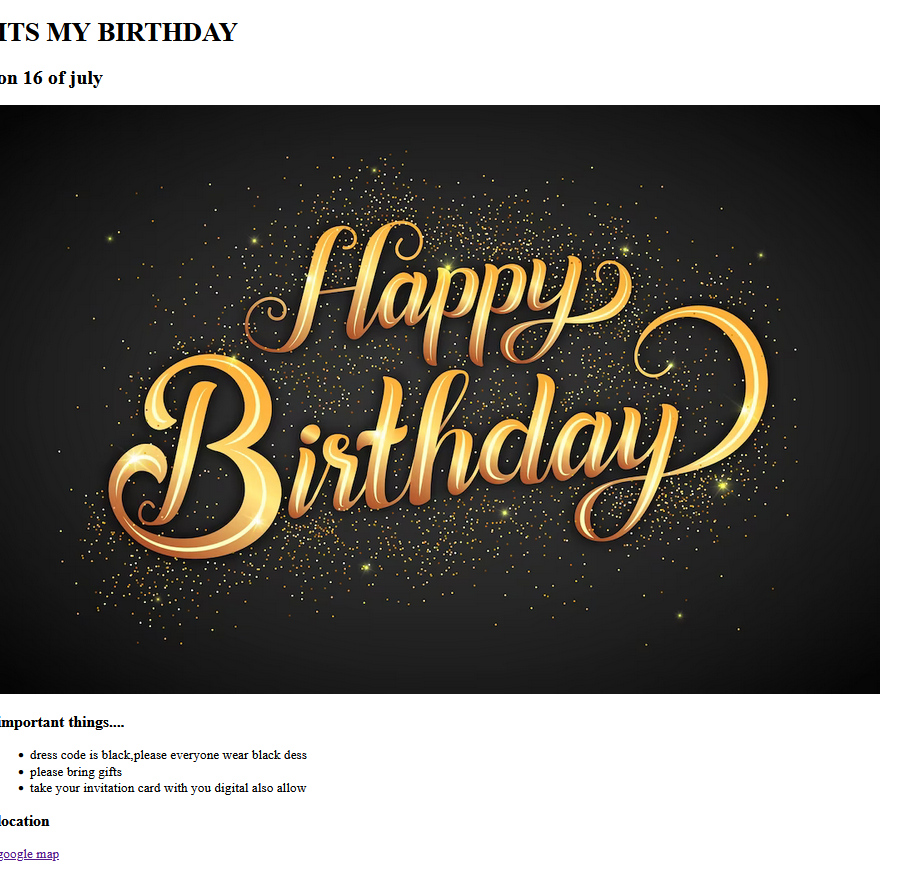 ITS MY BIRTHDAY
on 16 of july
Happy
Birthday
important things....
dress code is black,please everyone wear black dess
please bring gifts
take your invitation card with you digital also allow
location
google map